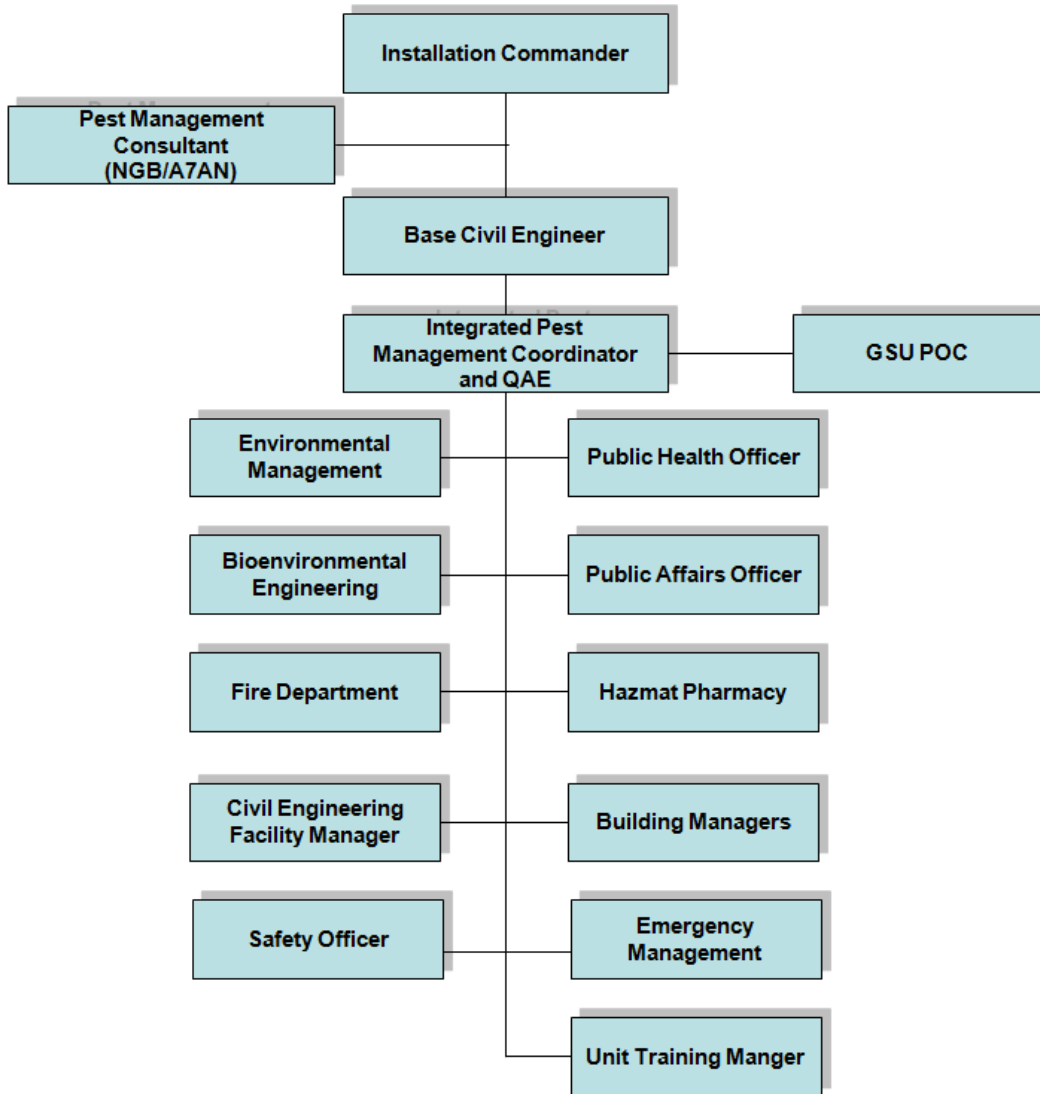 Installation Commander
Pest Management
Consultant
(NGB/A7AN)
Base Civil Engineer
Integrated Pest
Management Coordinator
and QAE
GSU POC
Environmental
Management
Public Health Officer
Bioenvironmental
Engineering
Public Affairs Officer
Fire Department
Hazmat Pharmacy
Civil Engineering
Facility Manager
Building Managers
Safety Officer
Emergency
Management
Unit Training Manger